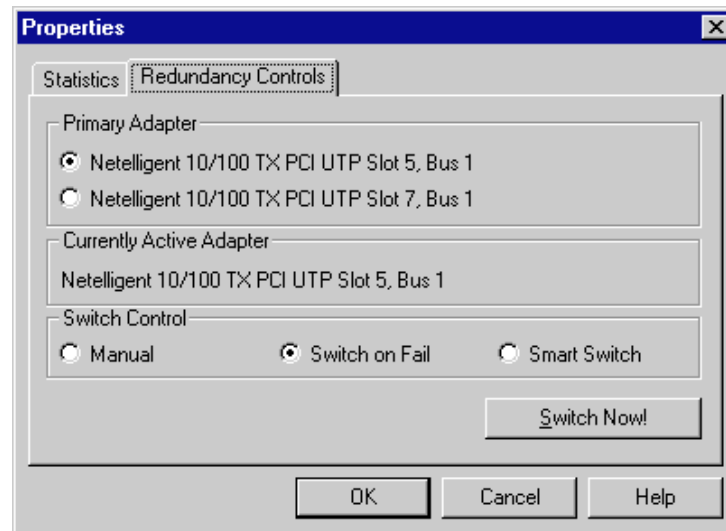 Properties
Statistics Redundancy Controls
Primary Adapter
Netelligent 10/100 TX PCI UTP Slot 5, Bus 1
Netelligent 10/100 TX PCI UTP Slot 7, Bus 1
Currently Active Adapter
Netelligent 10/100 TX PCI UTP Slot 5, Bus 1
Switch Control
Manual Switch on Fail Smart Switch
Switch Now!
OK Cancel Help